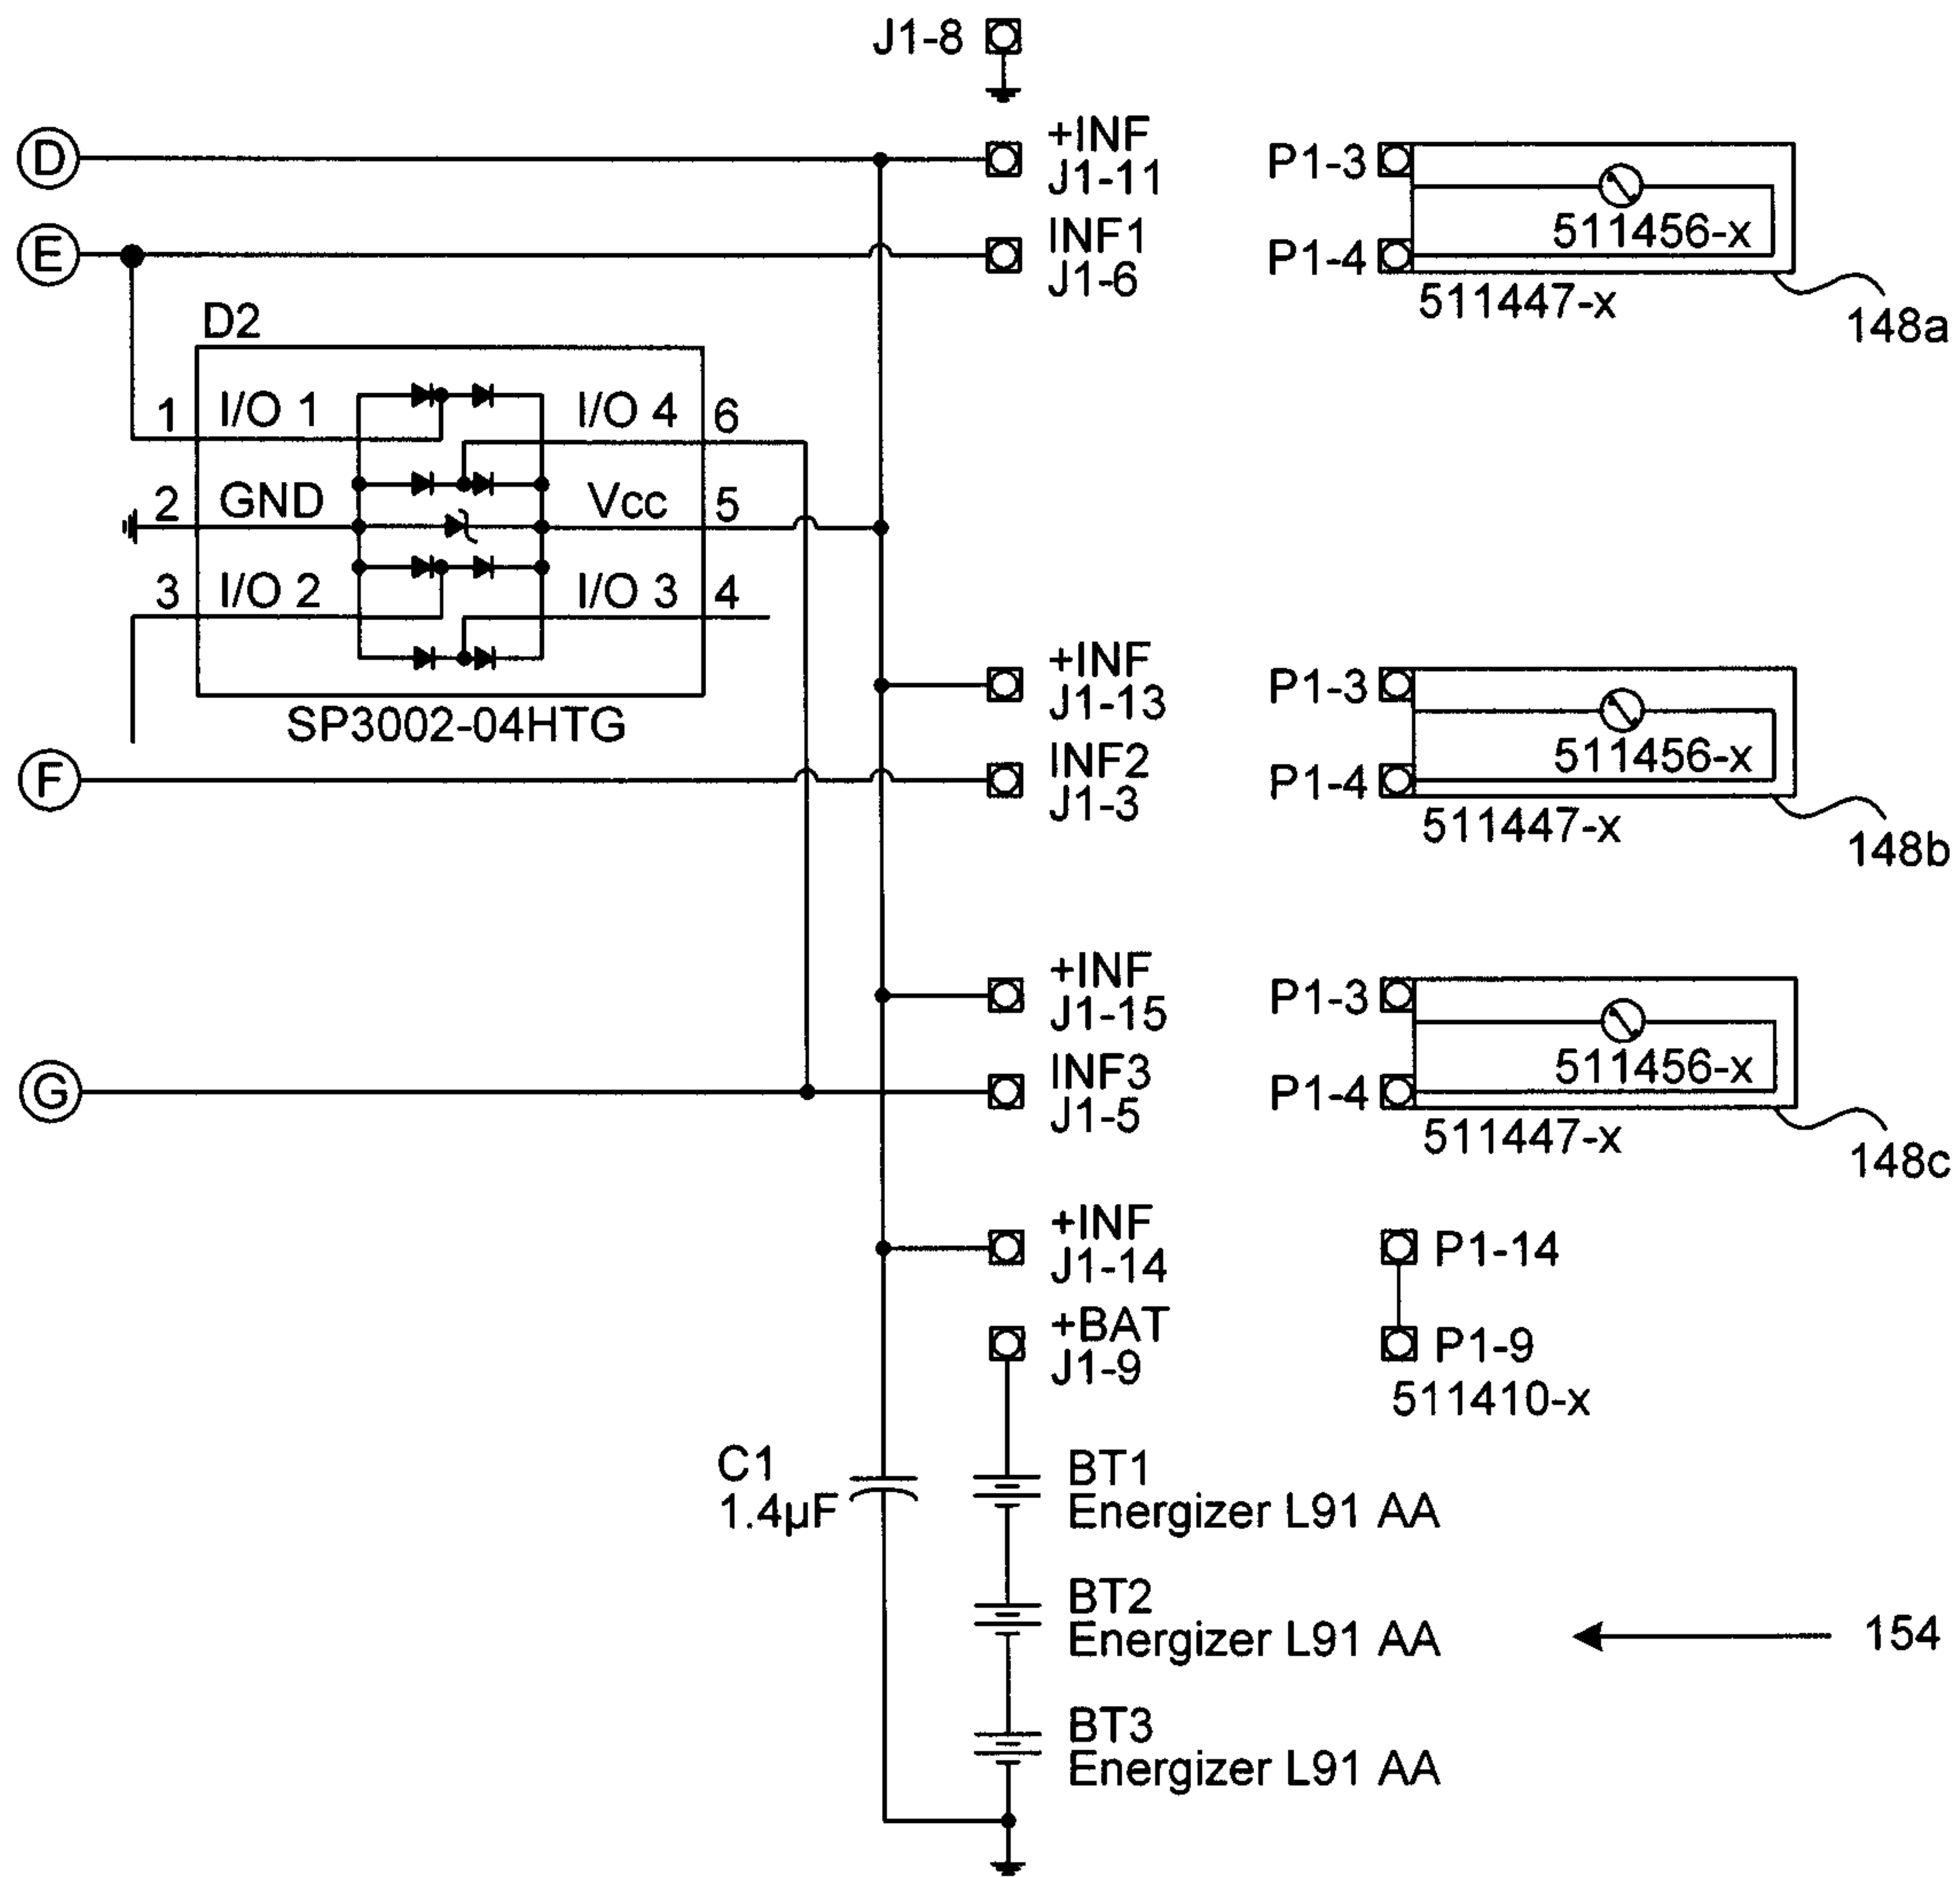 J1-8
D
+INF
J1-11
P1-3
511456-x
E
INF1
J1-6
P1-4
511447-x
148a
D2
1
I/O 1
I/O 4
6
2
GND
Vcc
5
3
I/O 2
I/O 3
4
SP3002-04HTG
+INF
J1-13
P1-3
511456-x
F
INF2
J1-3
P1-4
511447-x
148b
+INF
J1-15
P1-3
511456-x
G
INF3
J1-5
P1-4
511447-x
148c
+INF
J1-14
P1-14
+BAT
J1-9
P1-9
511410-x
C1
1.4µF
BT1
Energizer L91 AA
BT2
Energizer L91 AA
154
BT3
Energizer L91 AA